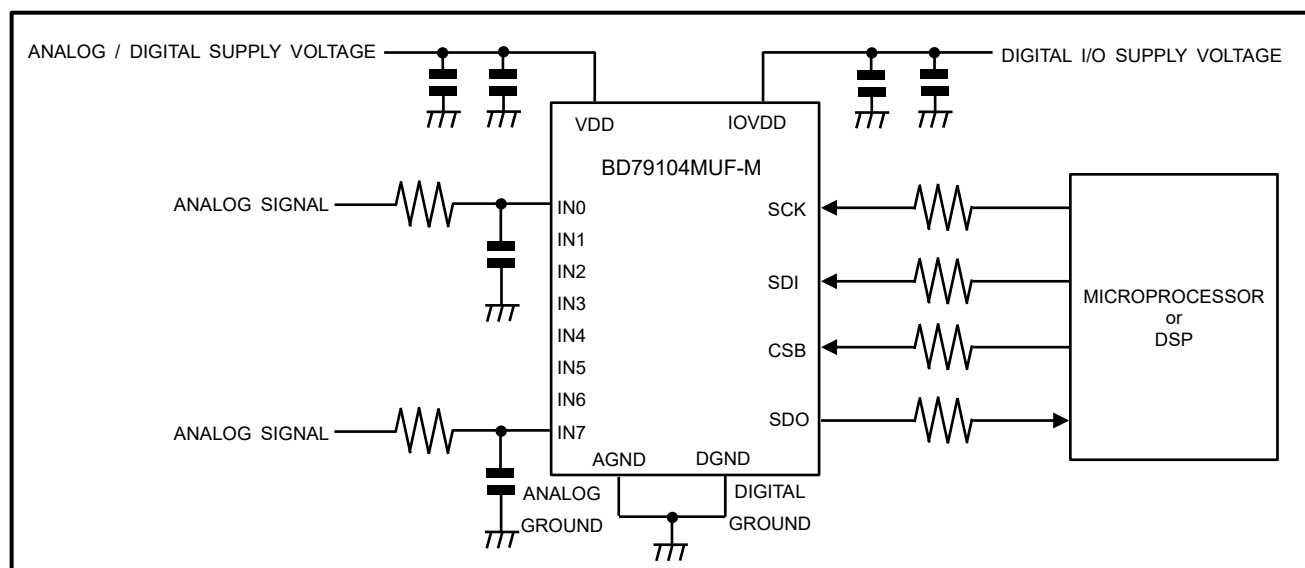 ANALOG / DIGITAL SUPPLY VOLTAGE
DIGITAL I/O SUPPLY VOLTAGE
VDD
IOVDD
BD79104MUF-M
ANALOG SIGNAL
IN0
IN1
IN2
IN3
IN4
IN5
IN6
ANALOG SIGNAL
IN7
SCK
SDI
CSB
SDO
MICROPROCESSOR
or
DSP
AGND
DGND
ANALOG
GROUND
DIGITAL
GROUND